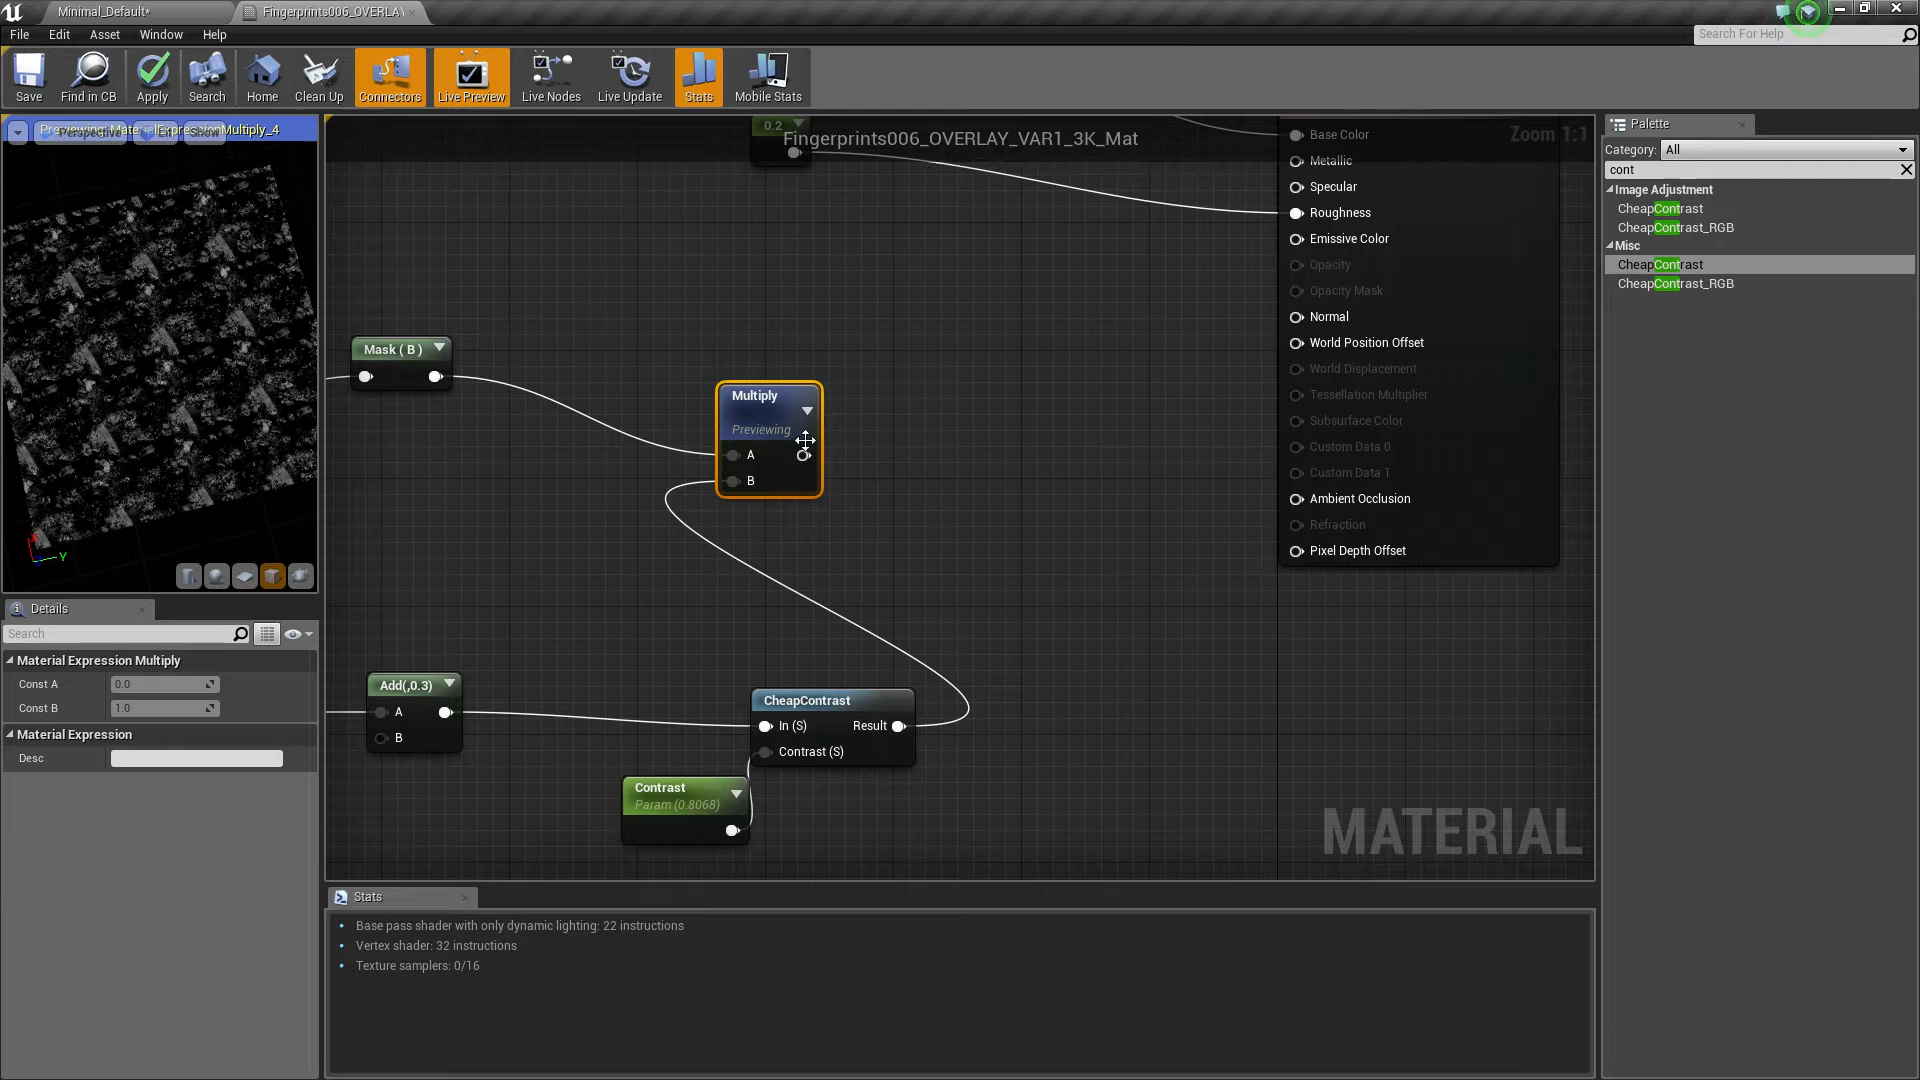 Minimal_Default*
Fingerprints006_OVERLAY
File Edit Asset Window Help
Search For Help
Save Find in CB Apply Search Home Clean Up Connectors Live Preview Live Nodes Live Update Stats Mobile Stats
Previewing: MaterialExpressionMultiply_4
Perspective Lit Show
Y
Details
Search
Material Expression Multiply
Const A 0.0
Const B 1.0
Material Expression
Desc
0.2
Fingerprints006_OVERLAY_VAR1_3K_Mat
Zoom 1:1
Mask ( B )
Multiply
Previewing
A
B
Add(,0.3)
A
B
CheapContrast
In (S) Result
Contrast (S)
Contrast
Param (0.8068)
Base Color
Metallic
Specular
Roughness
Emissive Color
Opacity
Opacity Mask
Normal
World Position Offset
World Displacement
Tessellation Multiplier
Subsurface Color
Custom Data 0
Custom Data 1
Ambient Occlusion
Refraction
Pixel Depth Offset
MATERIAL
Stats
Base pass shader with only dynamic lighting: 22 instructions
Vertex shader: 32 instructions
Texture samplers: 0/16
Palette
Category: All
cont
Image Adjustment
CheapContrast
CheapContrast_RGB
Misc
CheapContrast
CheapContrast_RGB